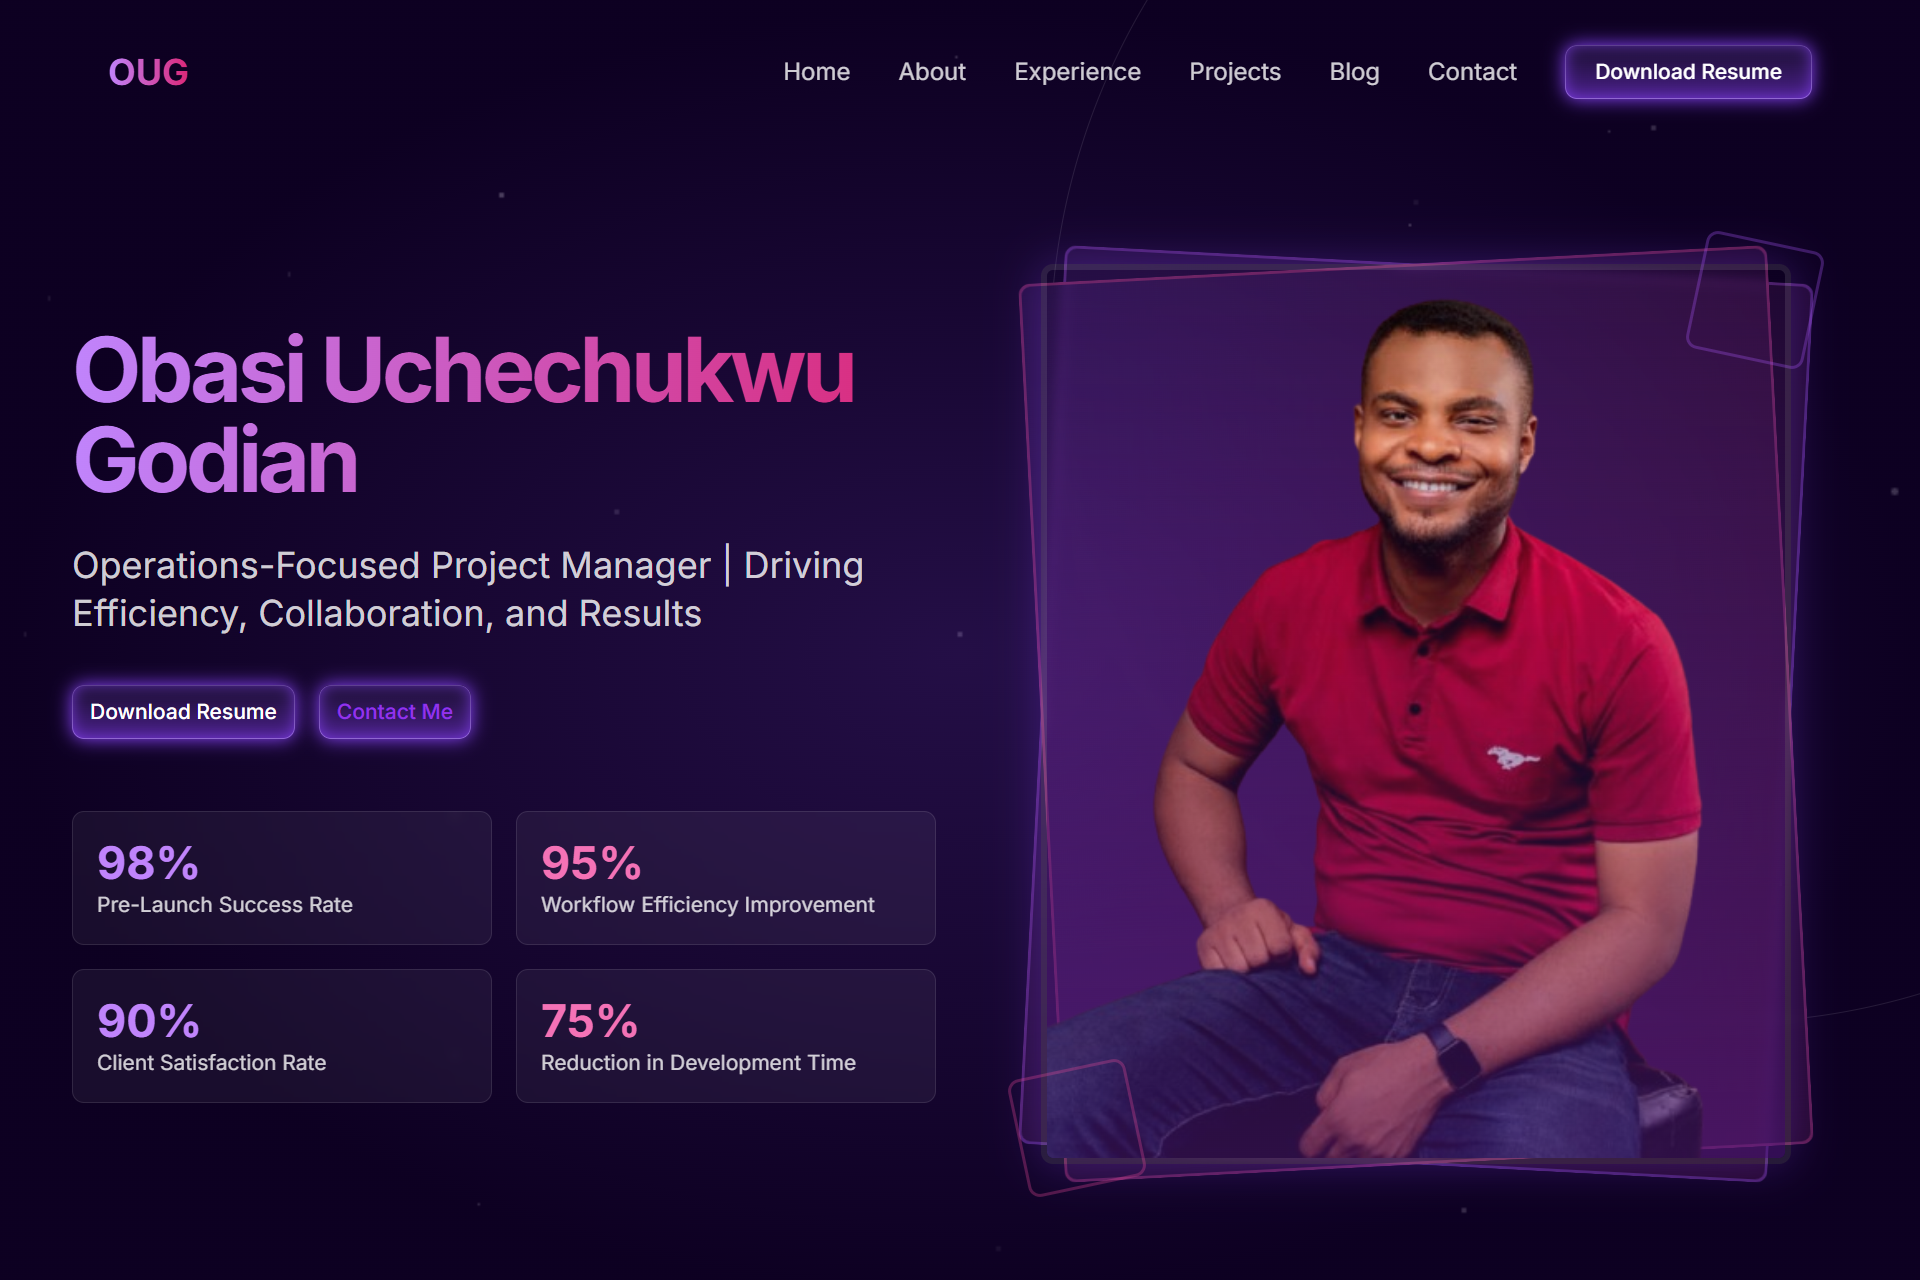 OUG
Home About Experience Projects Blog Contact Download Resume
Obasi Uchechukwu
Godian
Operations-Focused Project Manager | Driving
Efficiency, Collaboration, and Results
Download Resume Contact Me
98%
Pre-Launch Success Rate
95%
Workflow Efficiency Improvement
90%
Client Satisfaction Rate
75%
Reduction in Development Time